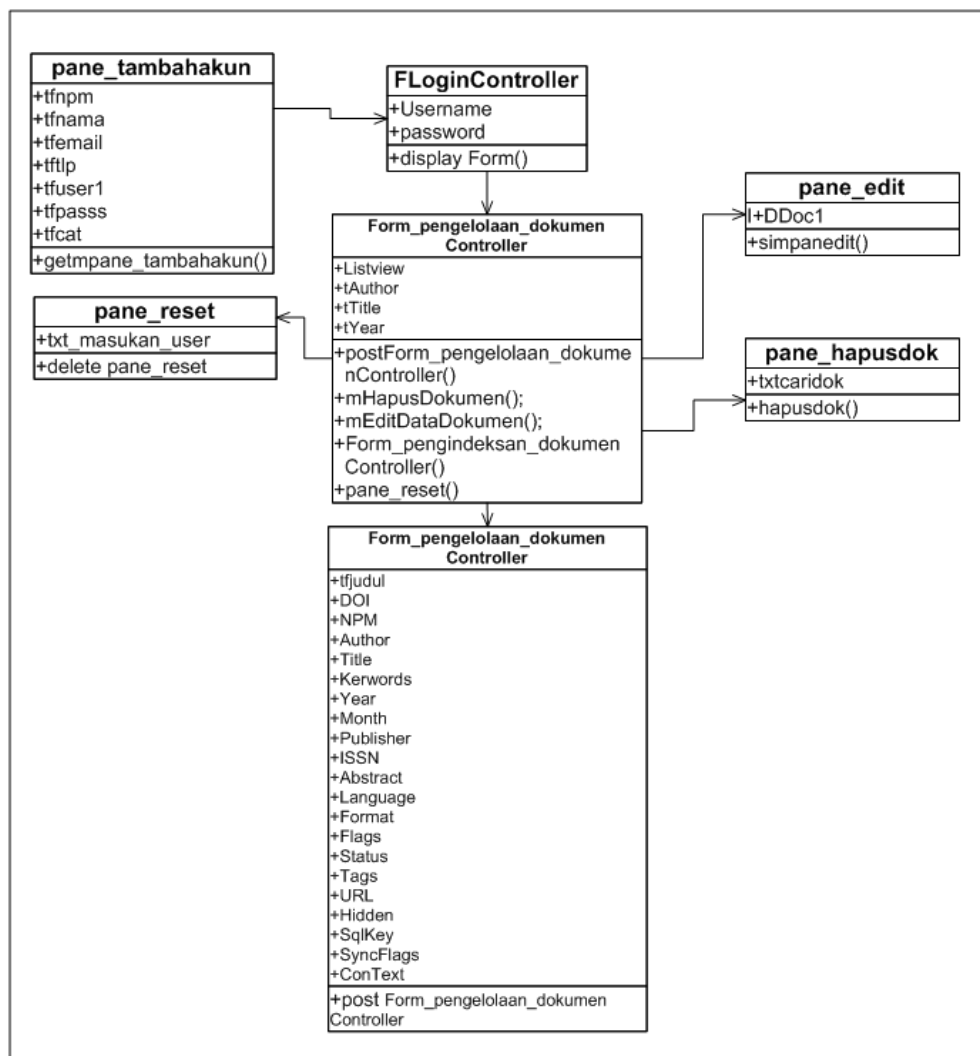 pane_tambahakun
+tfnpm
+tfnama
+tfemail
+tftlp
+tfuser1
+tfpasss
+tfcat
+getmpane_tambahakun()
FLoginController
+Username
+password
+display Form()
pane_reset
+txt_masukan_user
+delete pane_reset
Form_pengelolaan_dokumen
Controller
+Listview
+tAuthor
+tTitle
+tYear
+postForm_pengelolaan_dokume
nController()
+mHapusDokumen();
+mEditDataDokumen();
+Form_pengindeksan_dokumen
Controller()
+pane_reset()
pane_edit
l+DDoc1
+simpanedit()
pane_hapusdok
+txtcaridok
+hapusdok()
Form_pengelolaan_dokumen
Controller
+tfjudul
+DOI
+NPM
+Author
+Title
+Kerwords
+Year
+Month
+Publisher
+ISSN
+Abstract
+Language
+Format
+Flags
+Status
+Tags
+URL
+Hidden
+SqlKey
+SyncFlags
+ConText
+post Form_pengelolaan_dokumen
Controller